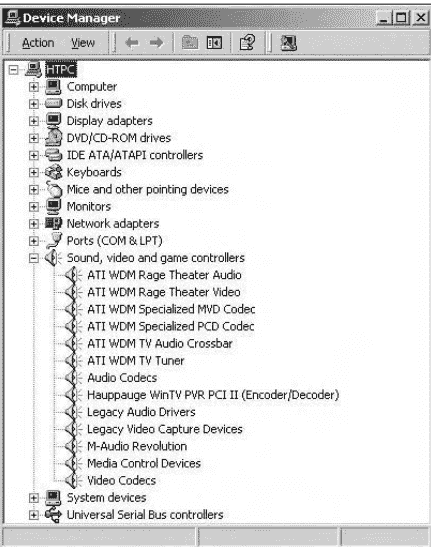 Device Manager
Action View
HTPC
Computer
Disk drives
Display adapters
DVD/CD-ROM drives
IDE ATA/ATAPI controllers
Keyboards
Mice and other pointing devices
Monitors
Network adapters
Ports (COM & LPT)
Sound, video and game controllers
ATI WDM Rage Theater Audio
ATI WDM Rage Theater Video
ATI WDM Specialized MVD Codec
ATI WDM Specialized PCD Codec
ATI WDM TV Audio Crossbar
ATI WDM TV Tuner
Audio Codecs
Hauppauge WinTV PVR PCI II (Encoder/Decoder)
Legacy Audio Drivers
Legacy Video Capture Devices
M-Audio Revolution
Media Control Devices
Video Codecs
System devices
Universal Serial Bus controllers